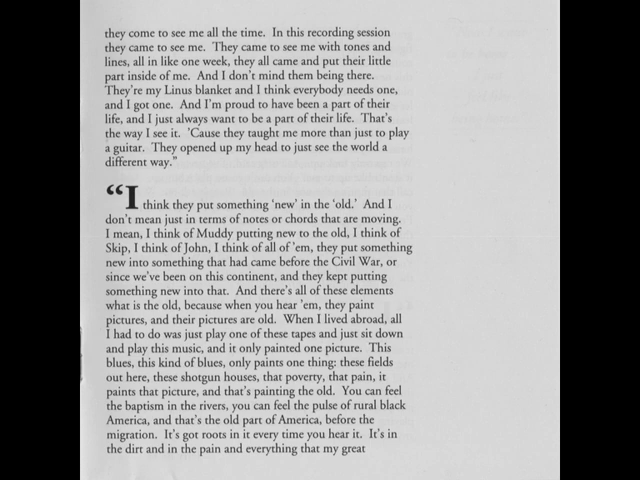 they come to see me all the time. In this recording session
they came to see me. They came to see me with tones and
lines, all in like one week, they all came and put their little
part inside of me. And I don't mind them being there.
They're my Linus blanket and I think everybody needs one,
and I got one. And I'm proud to have been a part of their
life, and I just always want to be a part of their life. That's
the way I see it. 'Cause they taught me more than just to play
a guitar. They opened up my head to just see the world a
different way."
“I think they put something ‘new’ in the ‘old.’ And I
don't mean just in terms of notes or chords that are moving.
I mean, I think of Muddy putting new to the old, I think of
Skip, I think of John, I think of all of 'em, they put something
new into something that had came before the Civil War, or
since we've been on this continent, and they kept putting
something new into that. And there's all of these elements
what is the old, because when you hear 'em, they paint
pictures, and their pictures are old. When I lived abroad, all
I had to do was just play one of these tapes and just sit down
and play this music, and it only painted one picture. This
blues, this kind of blues, only paints one thing: these fields
out here, these shotgun houses, that poverty, that pain, it
paints that picture, and that's painting the old. You can feel
the baptism in the rivers, you can feel the pulse of rural black
America, and that's the old part of America, before the
migration. It's got roots in it every time you hear it. It's in
the dirt and in the pain and everything that my great